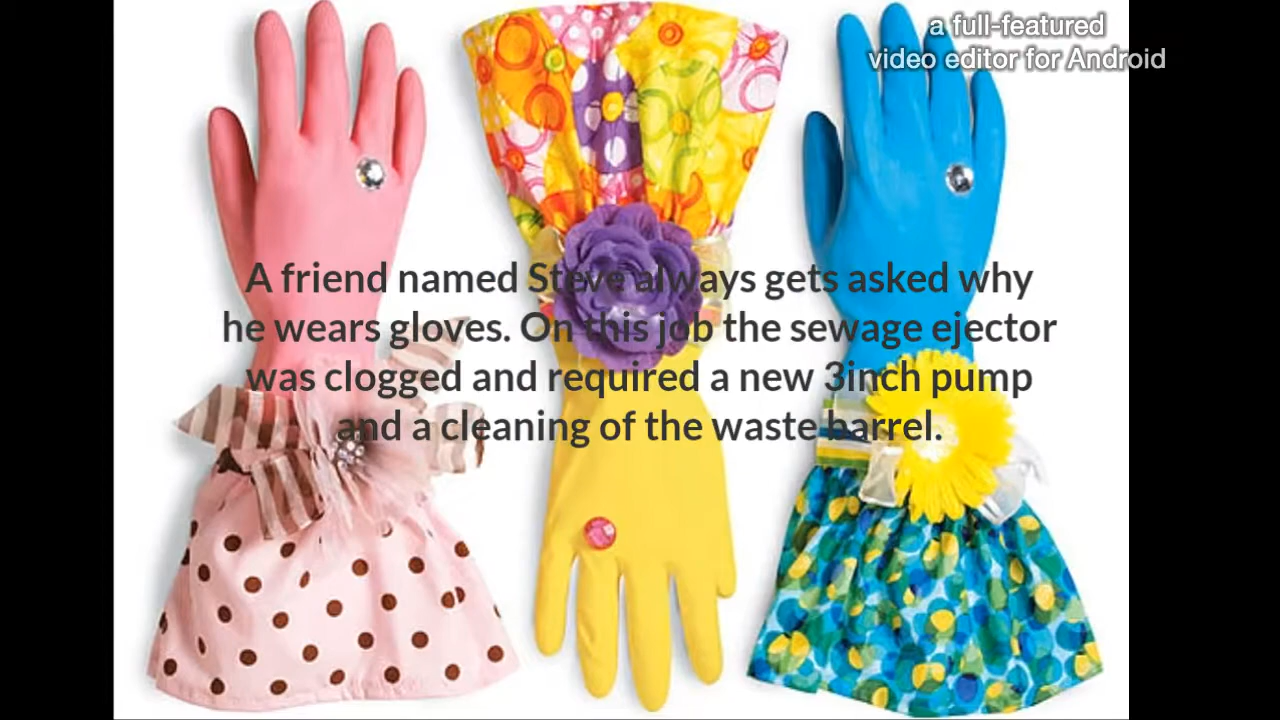 a full-featured
video editor for Android
A friend named Steve always gets asked why
he wears gloves. On this job the sewage ejector
was clogged and required a new 3inch pump
and a cleaning of the waste barrel.